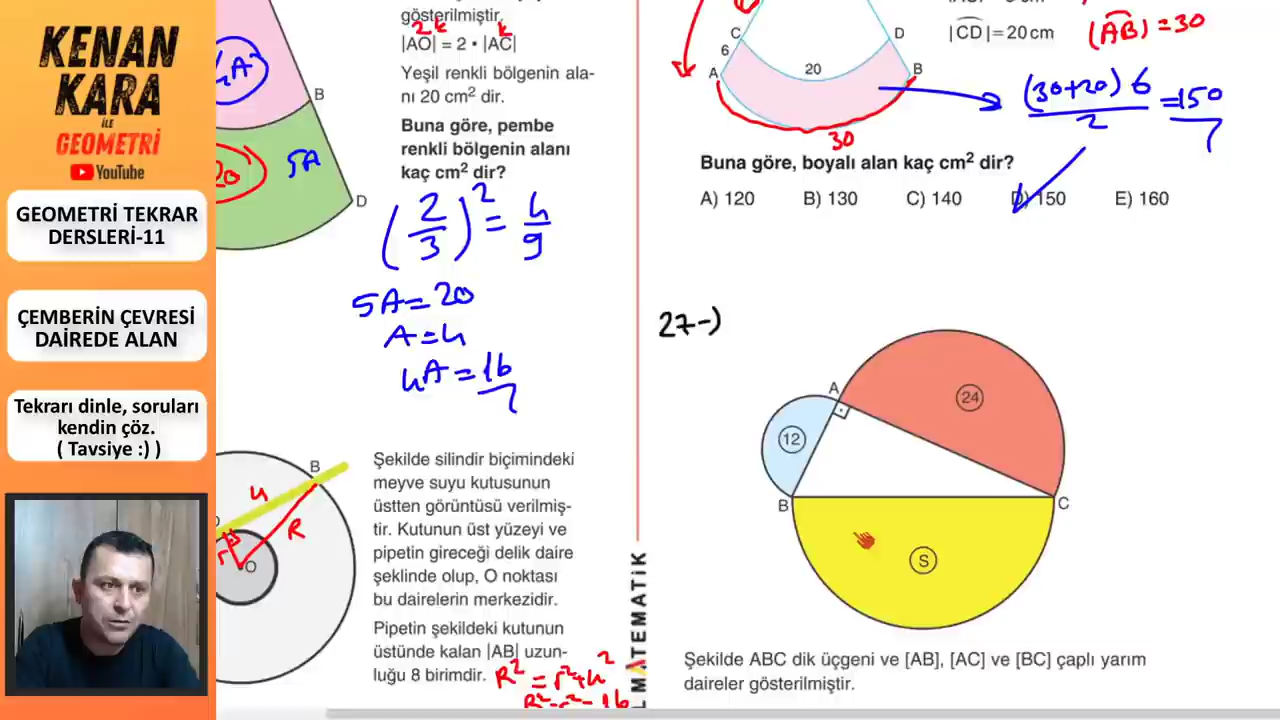 KENAN
KARA
İLE
GEOMETRİ
YouTube
GEOMETRİ TEKRAR
DERSLERİ-11
ÇEMBERİN ÇEVRESİ
DAİREDE ALAN
Tekrarı dinle, soruları
kendin çöz.
( Tavsiye :) )
4A
B
20
5A
D
gösterilmiştir.
2k k
|AO| = 2 · |AC|
Yeşil renkli bölgenin ala-
nı 20 cm² dir.
Buna göre, pembe
renkli bölgenin alanı
kaç cm² dir?
(2/3)² = 4/9
5A = 20
A = 4
4A = 16
B
4
R
r
O
Şekilde silindir biçimindeki
meyve suyu kutusunun
üstten görüntüsü verilmiş-
tir. Kutunun üst yüzeyi ve
pipetin gireceği delik daire
şeklinde olup, O noktası
bu dairelerin merkezidir.
Pipetin şekildeki kutunun
üstünde kalan |AB| uzun-
luğu 8 birimdir.
R² = r² + 4²
R² - r² = 16
MATEMATİK
C
D
6
A
20
B
30
|CD| = 20 cm
(AB) = 30
(30+20) 6 / 2 = 150
Buna göre, boyalı alan kaç cm² dir?
A) 120 B) 130 C) 140 D) 150 E) 160
27-)
A
24
12
B
C
S
Şekilde ABC dik üçgeni ve [AB], [AC] ve [BC] çaplı yarım
daireler gösterilmiştir.